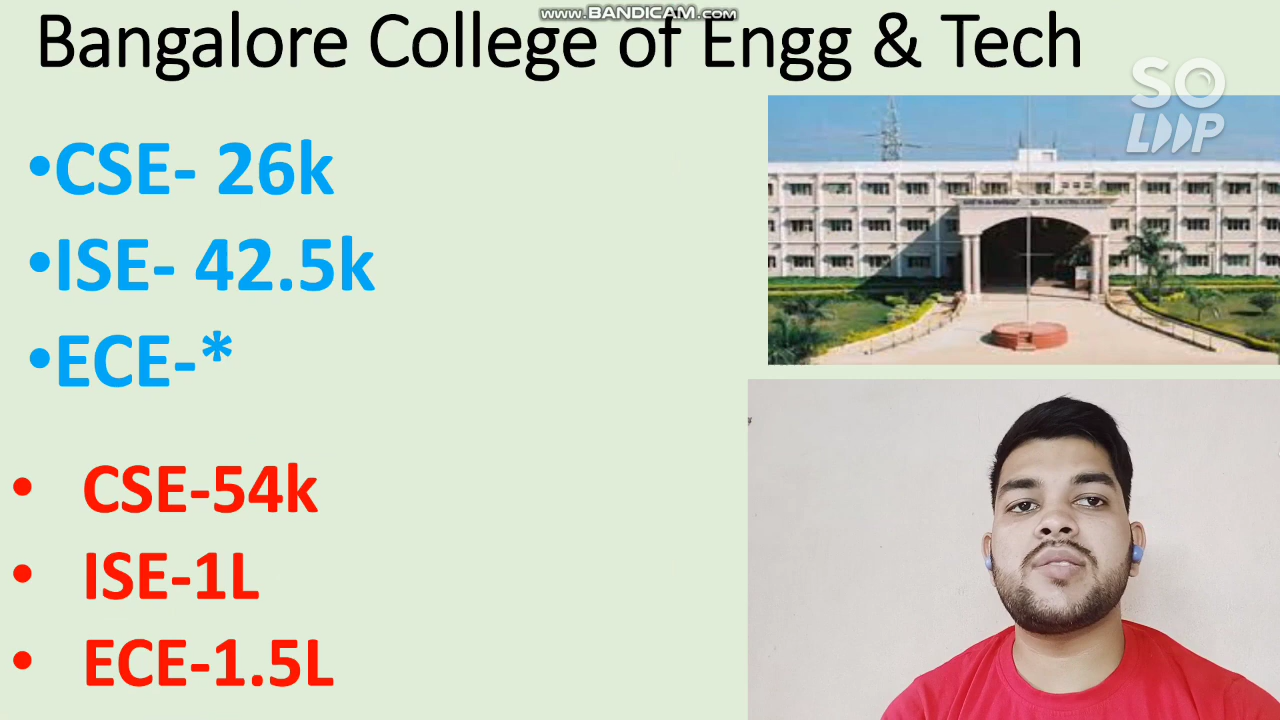 www.BANDICAM.com
Bangalore College of Engg & Tech
SO
LOOP
•CSE- 26k
•ISE- 42.5k
•ECE-*
• CSE-54k
• ISE-1L
• ECE-1.5L